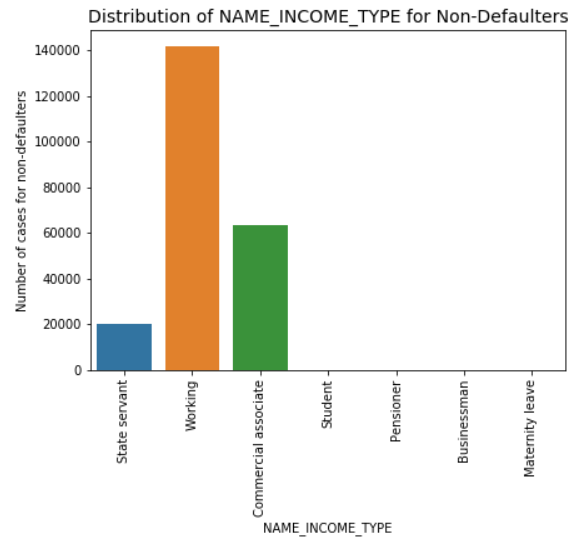 Distribution of NAME_INCOME_TYPE for Non-Defaulters
Number of cases for non-defaulters
140000
120000
100000
80000
60000
40000
20000
0
State servant
Working
Commercial associate
Student
Pensioner
Businessman
Maternity leave
NAME_INCOME_TYPE